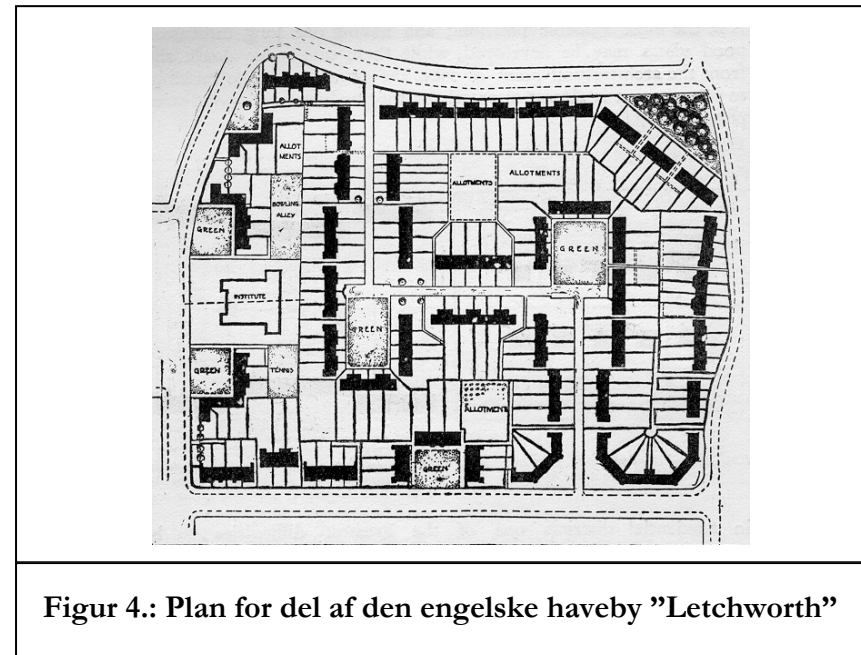 ALLOT
MENTS
BOWLING
ALLEY
GREEN
INSTITUTE
GREEN
TENNIS
GREEN
ALLOTMENTS
ALLOTMENTS
GREEN
ALLOTMENT
GREEN
Figur 4.: Plan for del af den engelske haveby ”Letchworth”